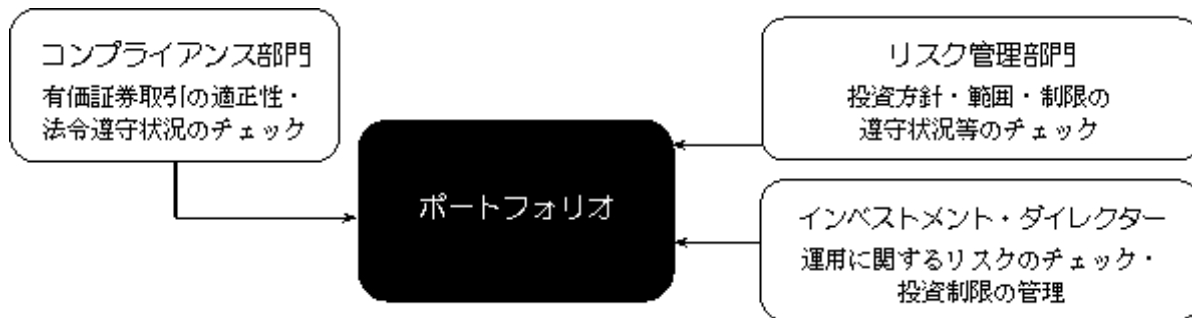 コンプライアンス部門
有価証券取引の適正性・
法令遵守状況のチェック
ポートフォリオ
リスク管理部門
投資方針・範囲・制限の
遵守状況等のチェック
インベストメント・ダイレクター
運用に関するリスクのチェック・
投資制限の管理